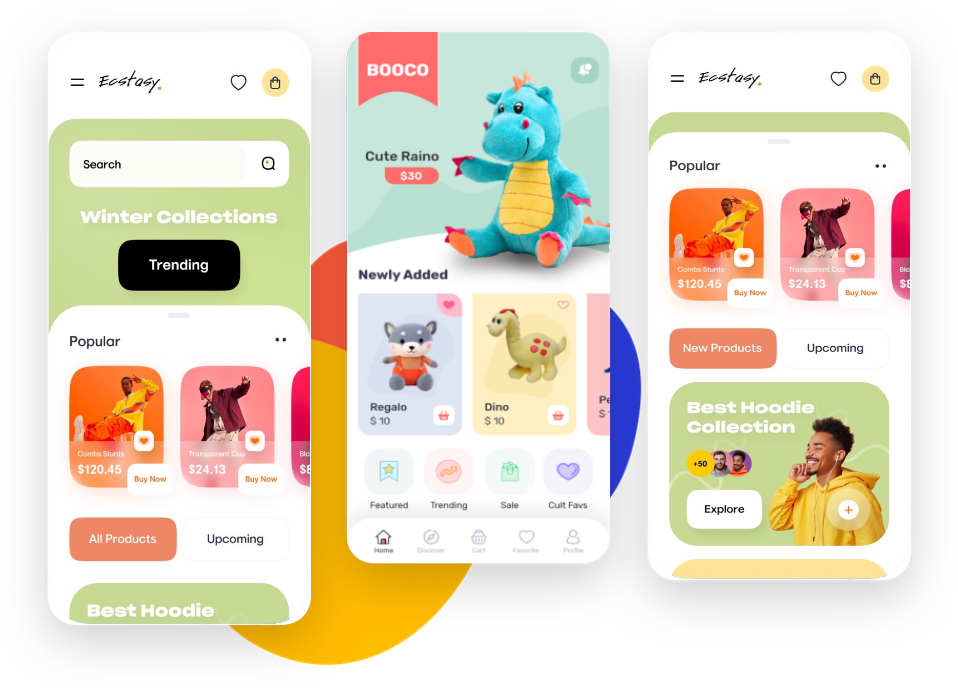 Ecstasy.
Search
Winter Collections
Trending
Popular
Combs Stunts
$120.45
Buy Now
Transparent Cap
$24.13
Buy Now
Blo
$8
All Products
Upcoming
Best Hoodie
BOOCO
Cute Raino
$30
Newly Added
Regalo
$ 10
Dino
$ 10
Pe
$
Featured
Trending
Sale
Cult Favs
Home
Discover
Cart
Favorite
Profile
Ecstasy.
Popular
Combs Stunts
$120.45
Buy Now
Transparent Cap
$24.13
Buy Now
Blo
$8
New Products
Upcoming
Best Hoodie
Collection
+50
Explore